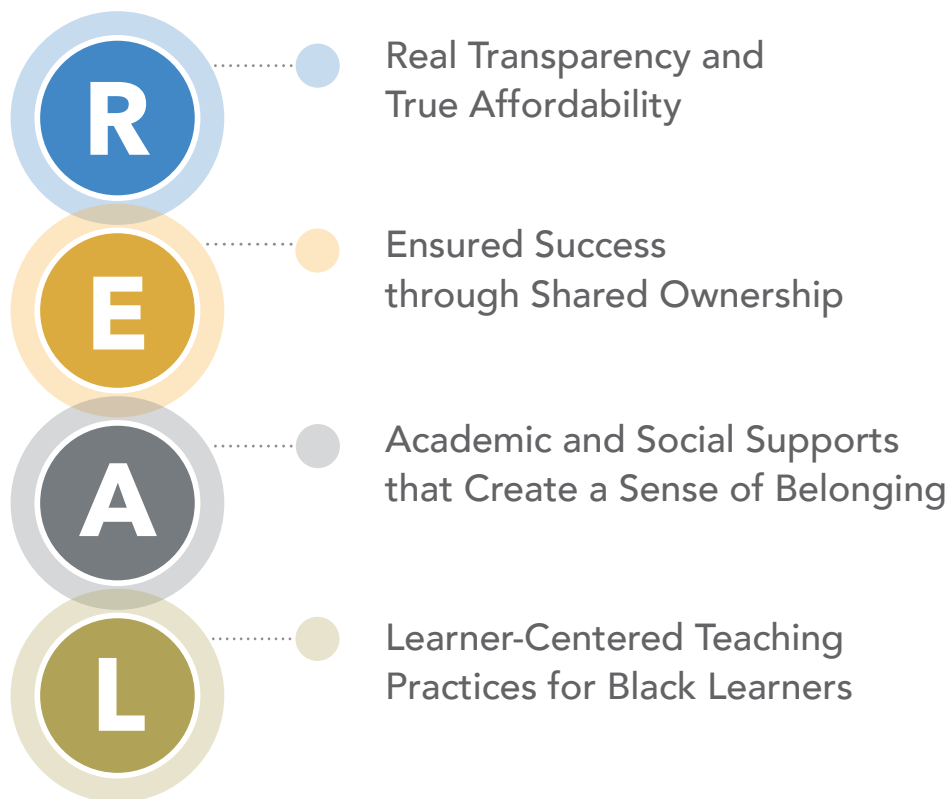 R
Real Transparency and
True Affordability
E
Ensured Success
through Shared Ownership
A
Academic and Social Supports
that Create a Sense of Belonging
L
Learner-Centered Teaching
Practices for Black Learners